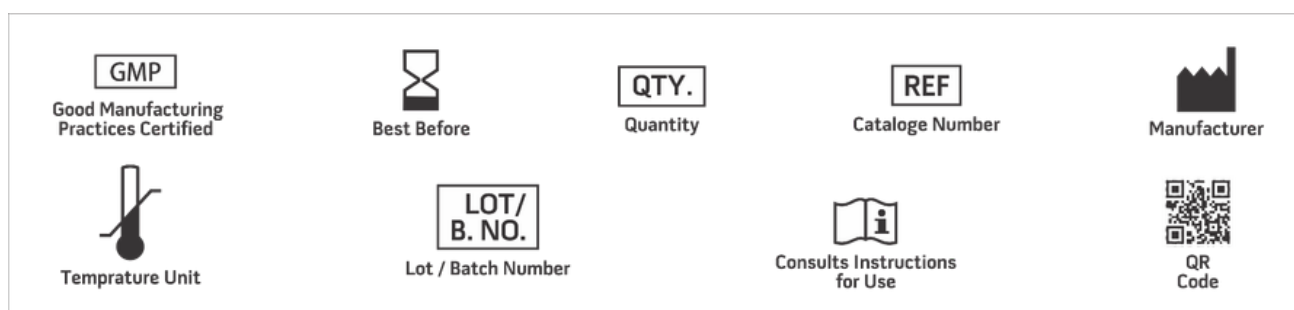 GMP
Good Manufacturing
Practices Certified
Best Before
QTY.
Quantity
REF
Cataloge Number
Manufacturer
Temprature Unit
LOT/
B. NO.
Lot / Batch Number
i
Consults Instructions
for Use
QR
Code